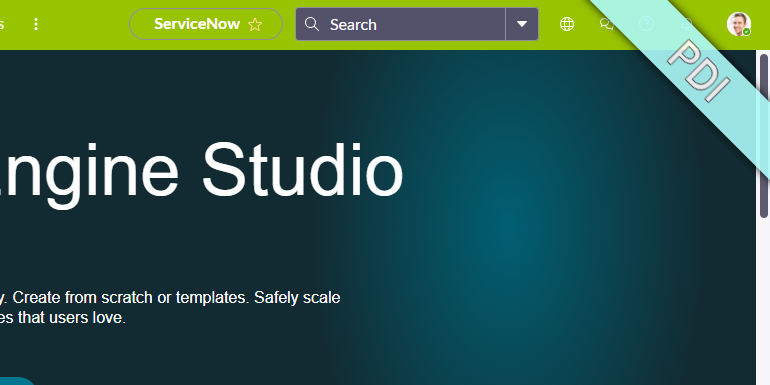 s
ServiceNow
Search
PDI
ngine Studio
y. Create from scratch or templates. Safely scale
es that users love.